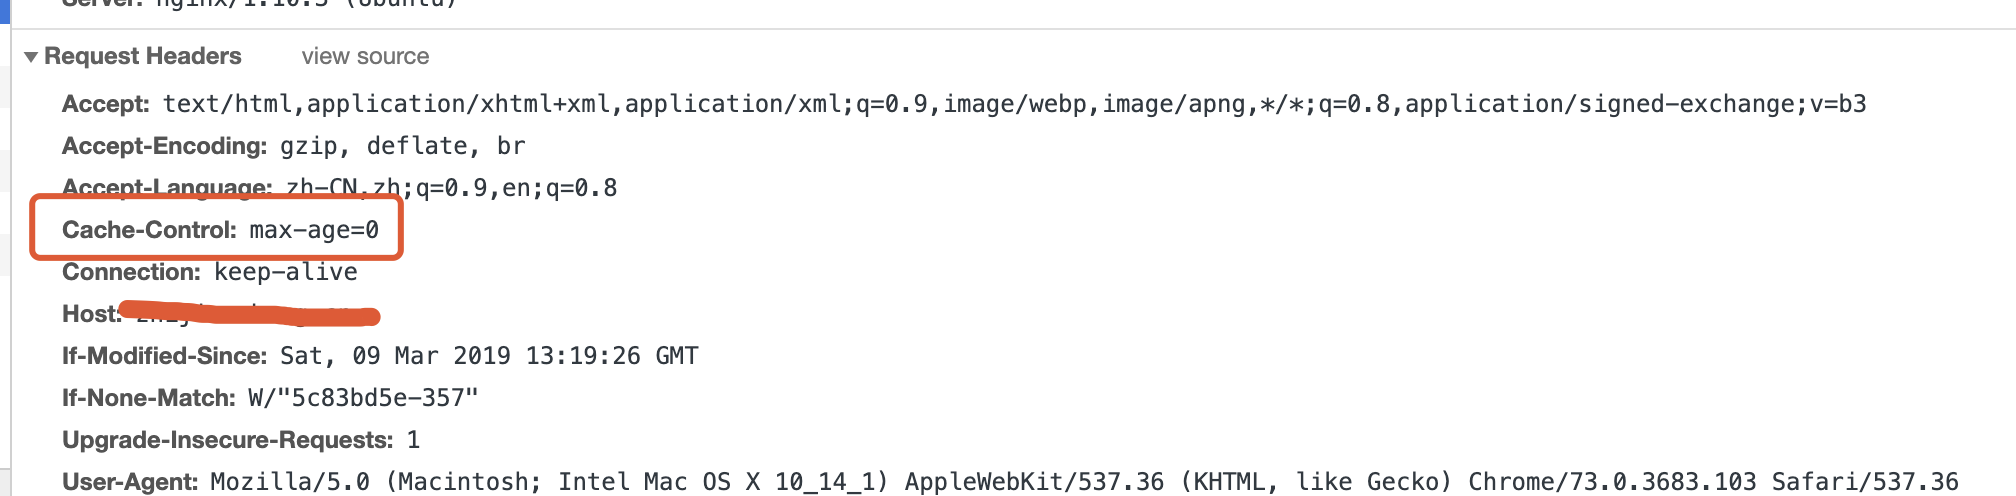 Server: nginx/1.10.3 (Ubuntu)
Request Headers view source
Accept: text/html,application/xhtml+xml,application/xml;q=0.9,image/webp,image/apng,*/*;q=0.8,application/signed-exchange;v=b3
Accept-Encoding: gzip, deflate, br
Accept-Language: zh-CN,zh;q=0.9,en;q=0.8
Cache-Control: max-age=0
Connection: keep-alive
Host:
If-Modified-Since: Sat, 09 Mar 2019 13:19:26 GMT
If-None-Match: W/"5c83bd5e-357"
Upgrade-Insecure-Requests: 1
User-Agent: Mozilla/5.0 (Macintosh; Intel Mac OS X 10_14_1) AppleWebKit/537.36 (KHTML, like Gecko) Chrome/73.0.3683.103 Safari/537.36